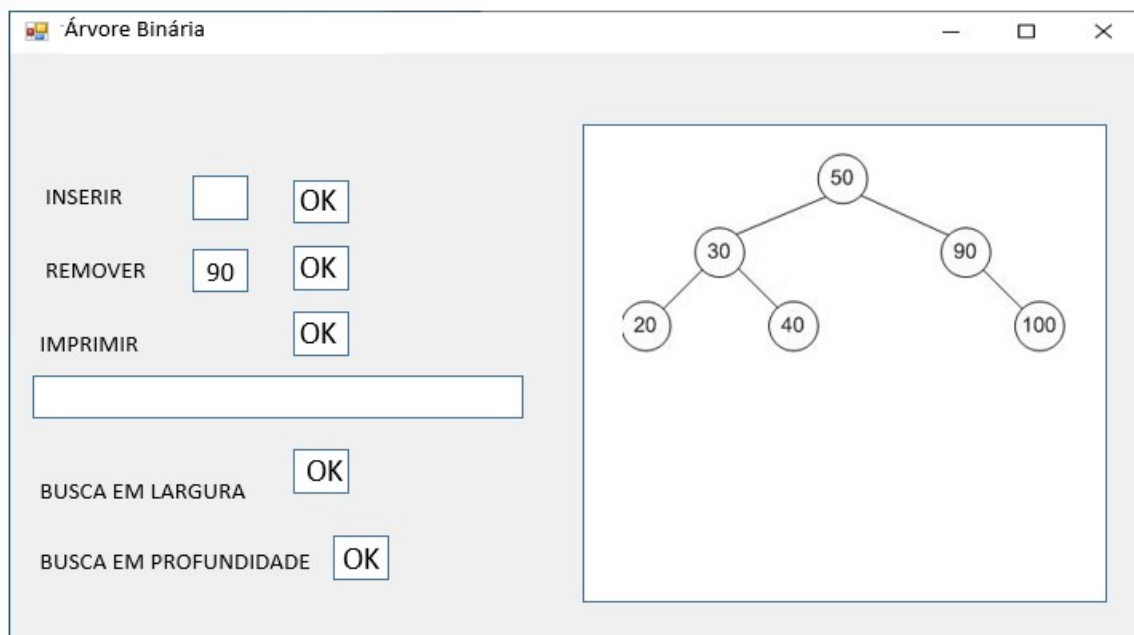 Árvore Binária
INSERIR OK
REMOVER 90 OK
IMPRIMIR OK
BUSCA EM LARGURA OK
BUSCA EM PROFUNDIDADE OK
50
30 90
20 40 100